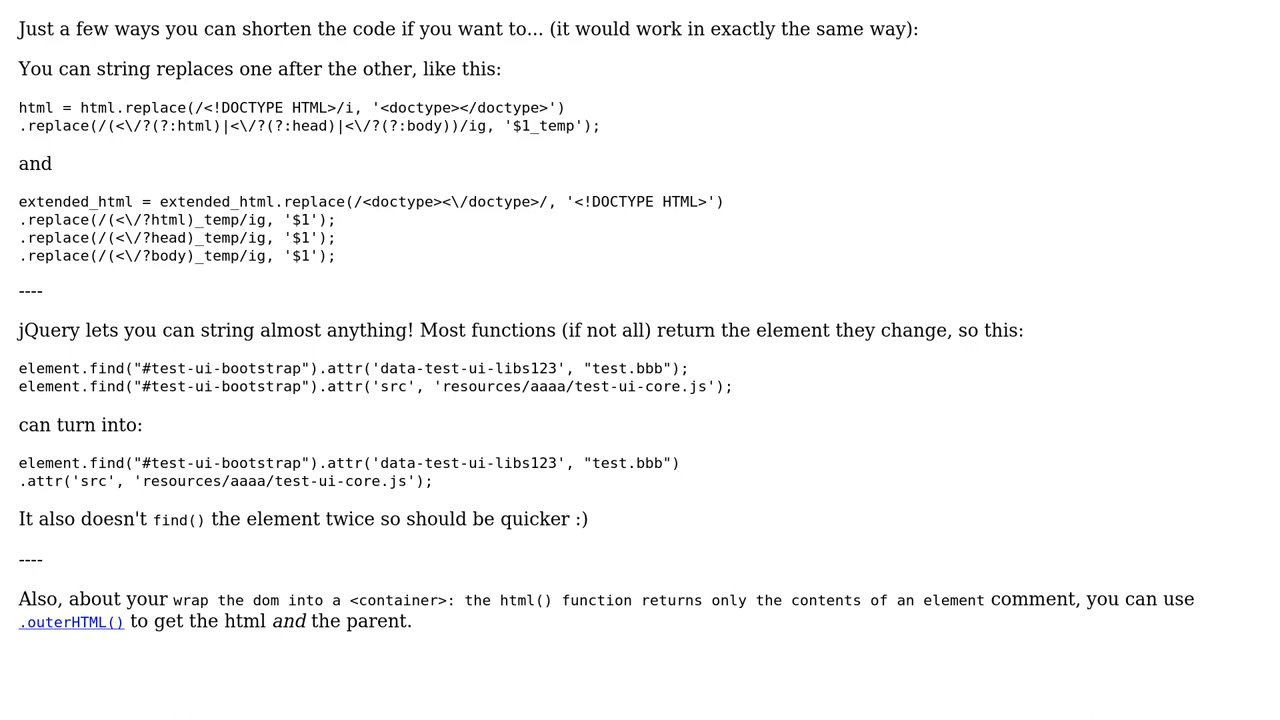 Just a few ways you can shorten the code if you want to... (it would work in exactly the same way):
You can string replaces one after the other, like this:
html = html.replace(/<!DOCTYPE HTML>/i, '<doctype></doctype>')
.replace(/(<\/?(?:html)|<\/?(?:head)|<\/?(?:body))/ig, '$1_temp');
and
extended_html = extended_html.replace(/<doctype><\/doctype>/, '<!DOCTYPE HTML>')
.replace(/(<\/?html)_temp/ig, '$1');
.replace(/(<\/?head)_temp/ig, '$1');
.replace(/(<\/?body)_temp/ig, '$1');
----
jQuery lets you can string almost anything! Most functions (if not all) return the element they change, so this:
element.find("#test-ui-bootstrap").attr('data-test-ui-libs123', "test.bbb");
element.find("#test-ui-bootstrap").attr('src', 'resources/aaaa/test-ui-core.js');
can turn into:
element.find("#test-ui-bootstrap").attr('data-test-ui-libs123', "test.bbb")
.attr('src', 'resources/aaaa/test-ui-core.js');
It also doesn't find() the element twice so should be quicker :)
----
Also, about your wrap the dom into a <container>: the html() function returns only the contents of an element comment, you can use
.outerHTML() to get the html and the parent.